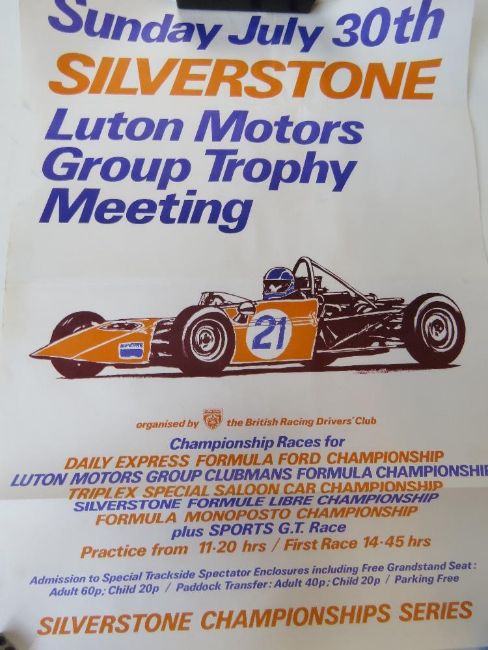 Sunday July 30th
SILVERSTONE
Luton Motors
Group Trophy
Meeting
21
organised by the British Racing Drivers' Club
Championship Races for
DAILY EXPRESS FORMULA FORD CHAMPIONSHIP
LUTON MOTORS GROUP CLUBMANS FORMULA CHAMPIONSHIP
TRIPLEX SPECIAL SALOON CAR CHAMPIONSHIP
SILVERSTONE FORMULE LIBRE CHAMPIONSHIP
FORMULA MONOPOSTO CHAMPIONSHIP
plus SPORTS G.T. Race
Practice from 11·20 hrs / First Race 14·45 hrs
Admission to Special Trackside Spectator Enclosures including Free Grandstand Seat:
Adult 60p; Child 20p / Paddock Transfer: Adult 40p; Child 20p / Parking Free
SILVERSTONE CHAMPIONSHIPS SERIES